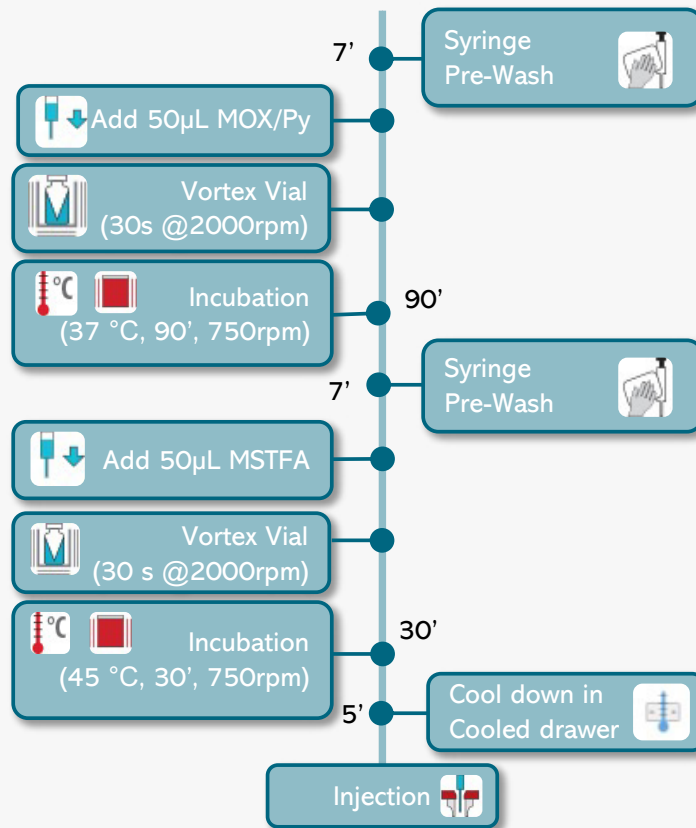 7’
Syringe
Pre-Wash
Add 50µL MOX/Py
Vortex Vial
(30s @2000rpm)
°C
Incubation
(37 °C, 90’, 750rpm)
90’
7’
Syringe
Pre-Wash
Add 50µL MSTFA
Vortex Vial
(30 s @2000rpm)
°C
Incubation
(45 °C, 30’, 750rpm)
30’
5’
Cool down in
Cooled drawer
Injection